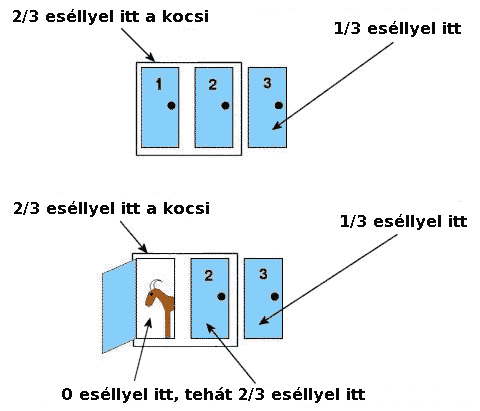 2/3 eséllyel itt a kocsi
1/3 eséllyel itt
1 2 3
2/3 eséllyel itt a kocsi
1/3 eséllyel itt
2 3
0 eséllyel itt, tehát 2/3 eséllyel itt